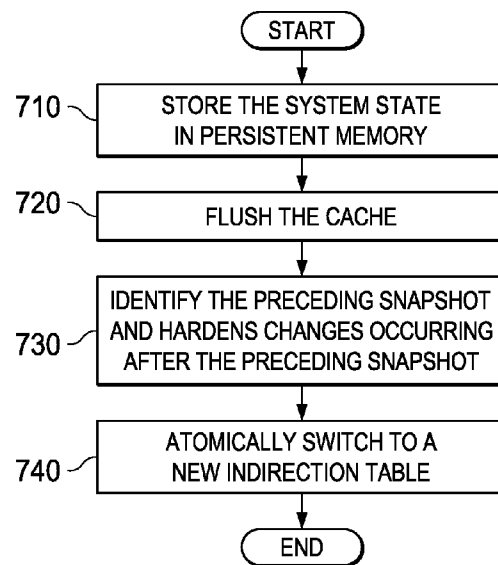 START
710
STORE THE SYSTEM STATE
IN PERSISTENT MEMORY
720
FLUSH THE CACHE
730
IDENTIFY THE PRECEDING SNAPSHOT
AND HARDENS CHANGES OCCURRING
AFTER THE PRECEDING SNAPSHOT
740
ATOMICALLY SWITCH TO A
NEW INDIRECTION TABLE
END